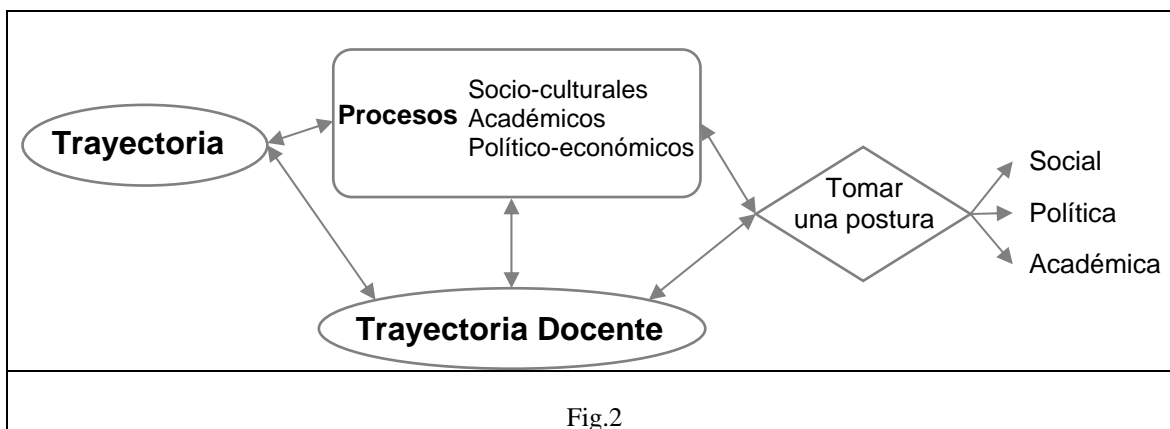 Trayectoria
Procesos
Socio-culturales
Académicos
Político-económicos
Tomar
una postura
Social
Política
Académica
Trayectoria Docente
Fig.2